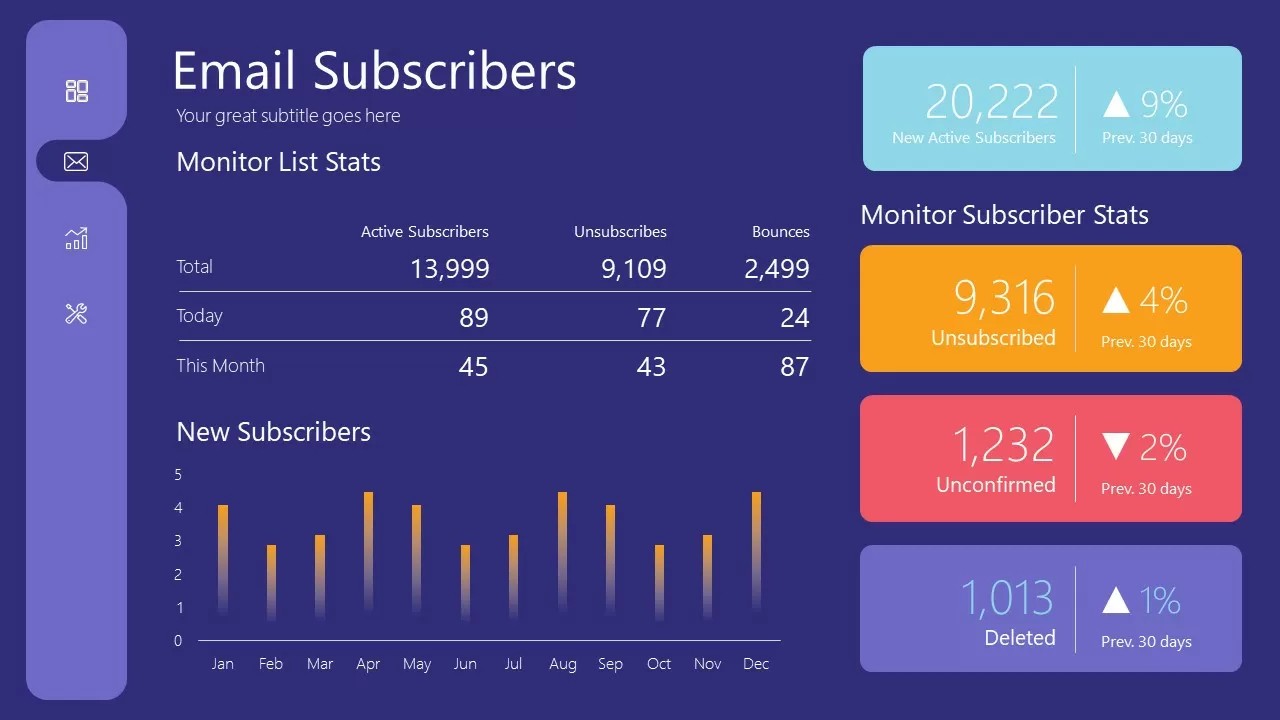 Email Subscribers
Your great subtitle goes here
Monitor List Stats
Active Subscribers Unsubscribes Bounces
Total 13,999 9,109 2,499
Today 89 77 24
This Month 45 43 87
New Subscribers
5
4
3
2
1
0
Jan Feb Mar Apr May Jun Jul Aug Sep Oct Nov Dec
20,222 9%
New Active Subscribers Prev. 30 days
Monitor Subscriber Stats
9,316 4%
Unsubscribed Prev. 30 days
1,232 2%
Unconfirmed Prev. 30 days
1,013 1%
Deleted Prev. 30 days